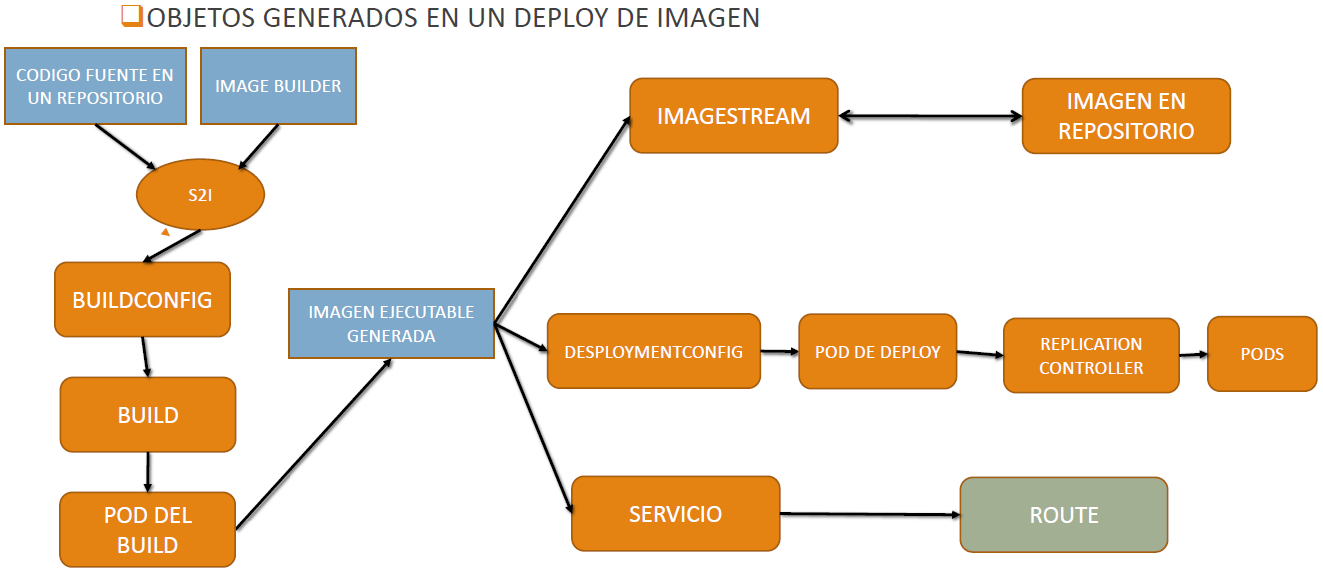 OBJETOS GENERADOS EN UN DEPLOY DE IMAGEN
CODIGO FUENTE EN
UN REPOSITORIO
IMAGE BUILDER
S2I
BUILDCONFIG
BUILD
POD DEL
BUILD
IMAGEN EJECUTABLE
GENERADA
IMAGESTREAM
IMAGEN EN
REPOSITORIO
DESPLOYMENTCONFIG
POD DE DEPLOY
REPLICATION
CONTROLLER
PODS
SERVICIO
ROUTE